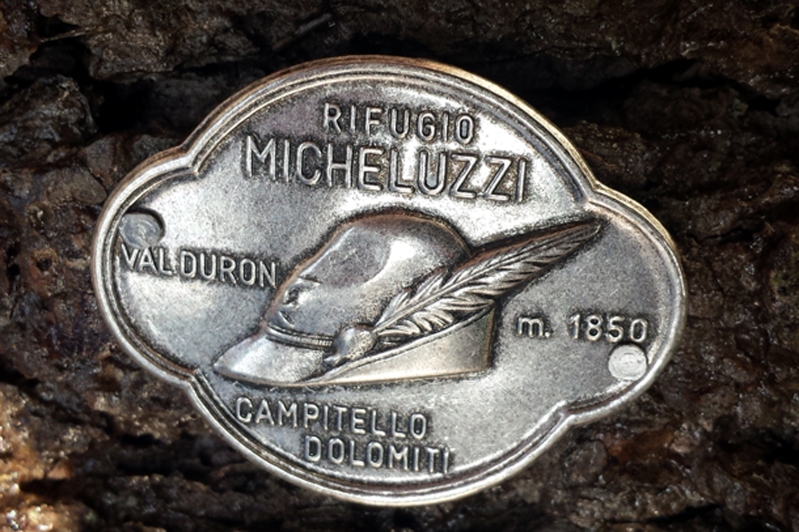 RIFUGIO
MICHELUZZI
VAL DURON
m. 1850
CAMPITELLO
DOLOMITI